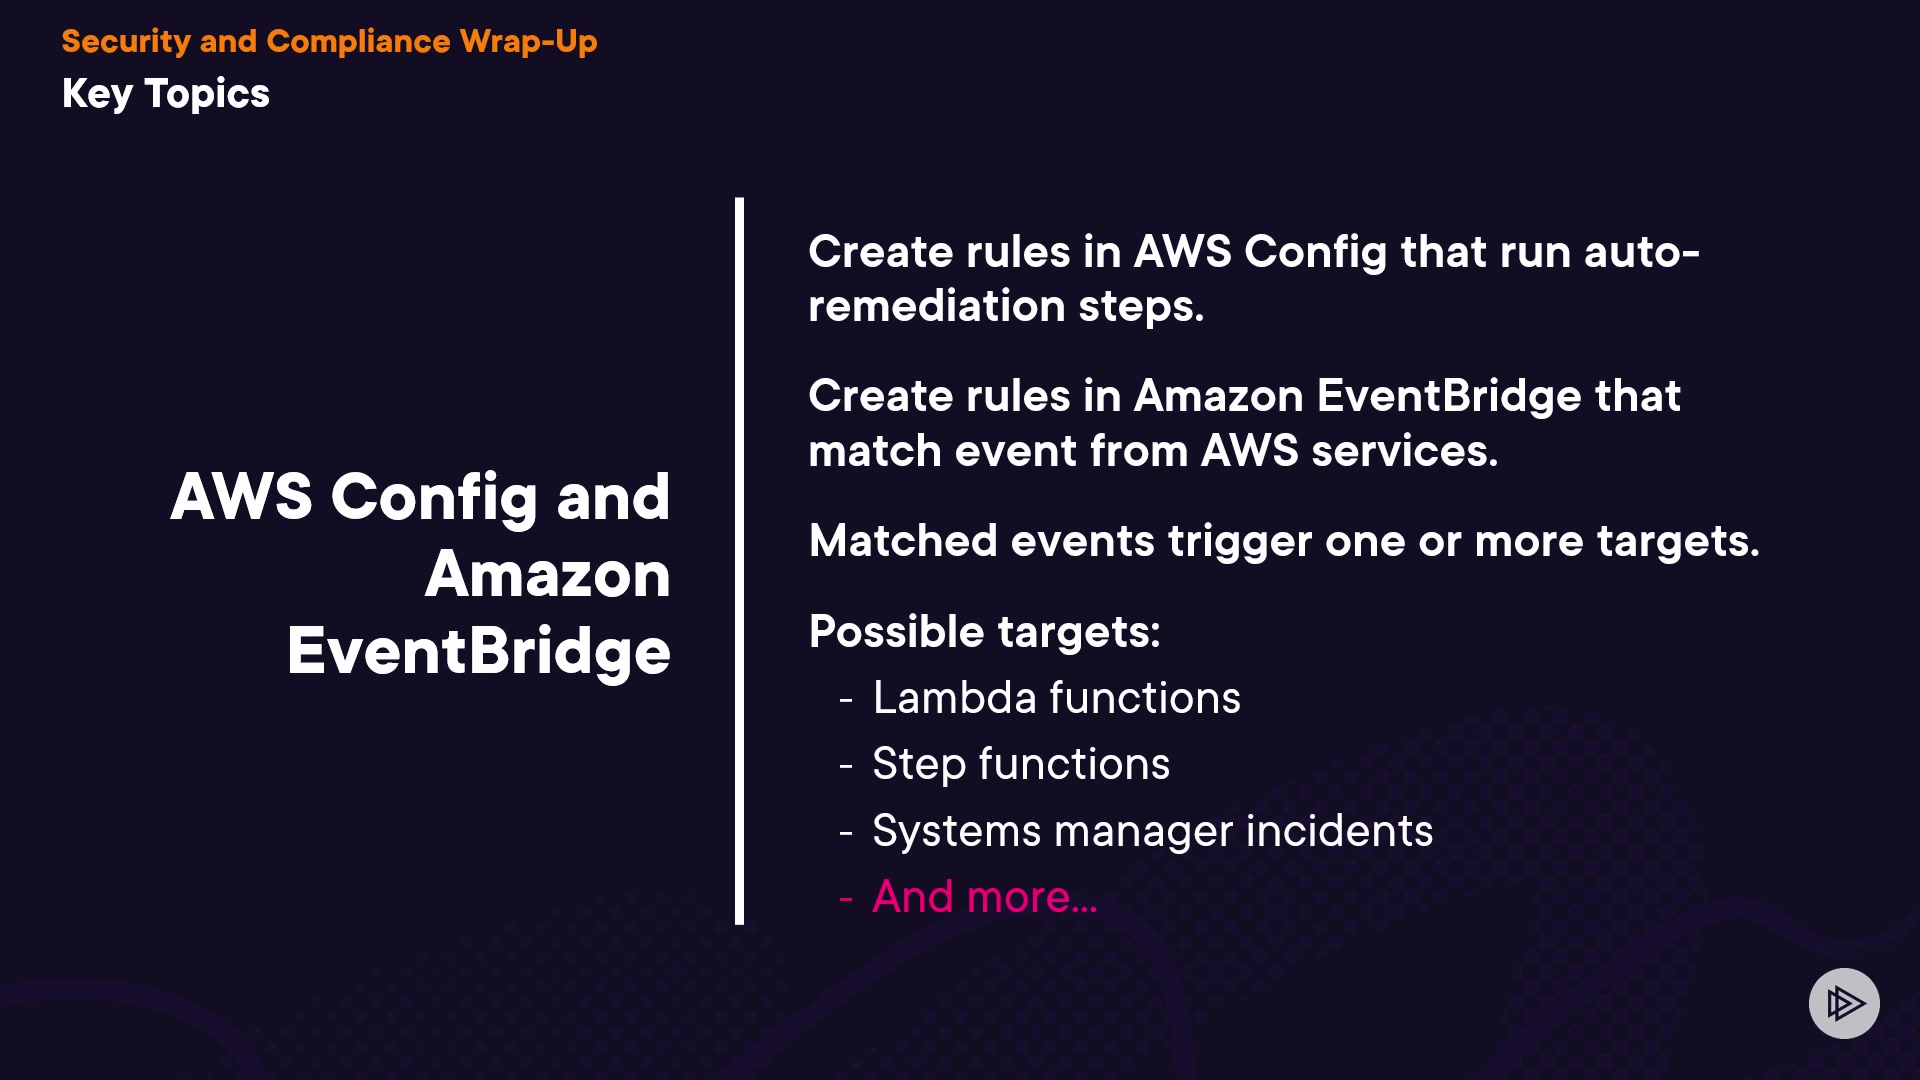 Security and Compliance Wrap-Up
Key Topics
AWS Config and
Amazon
EventBridge
Create rules in AWS Config that run auto-
remediation steps.
Create rules in Amazon EventBridge that
match event from AWS services.
Matched events trigger one or more targets.
Possible targets:
- Lambda functions
- Step functions
- Systems manager incidents
- And more...